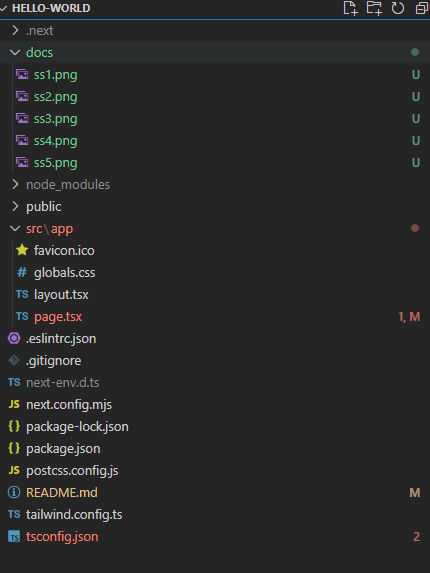 HELLO-WORLD
.next
docs
ss1.png U
ss2.png U
ss3.png U
ss4.png U
ss5.png U
node_modules
public
src\app
favicon.ico
# globals.css
TS layout.tsx
TS page.tsx 1, M
.eslintrc.json
.gitignore
TS next-env.d.ts
JS next.config.mjs
{} package-lock.json
{} package.json
JS postcss.config.js
README.md M
TS tailwind.config.ts
TS tsconfig.json 2